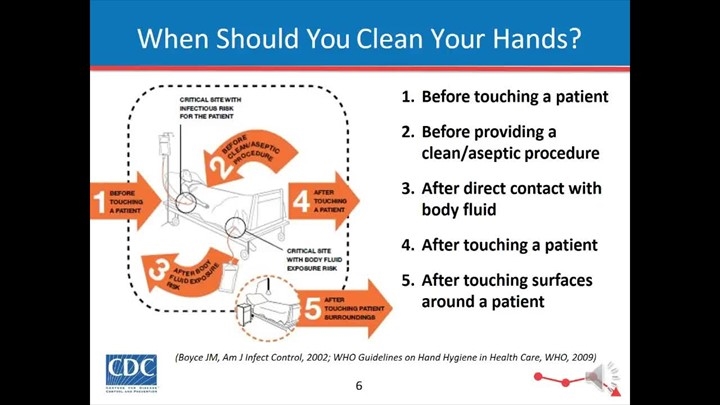 When Should You Clean Your Hands?
CRITICAL SITE WITH
INFECTIOUS RISK
FOR THE PATIENT
2 BEFORE
CLEAN/ASEPTIC
PROCEDURE
1 BEFORE
TOUCHING
A PATIENT
4 AFTER
TOUCHING
A PATIENT
CRITICAL SITE
WITH BODY FLUID
EXPOSURE RISK
3 AFTER BODY
FLUID EXPOSURE
RISK
5 AFTER
TOUCHING PATIENT
SURROUNDINGS
1. Before touching a patient
2. Before providing a
clean/aseptic procedure
3. After direct contact with
body fluid
4. After touching a patient
5. After touching surfaces
around a patient
(Boyce JM, Am J Infect Control, 2002; WHO Guidelines on Hand Hygiene in Health Care, WHO, 2009)
CDC
CENTERS FOR DISEASE
CONTROL AND PREVENTION
6